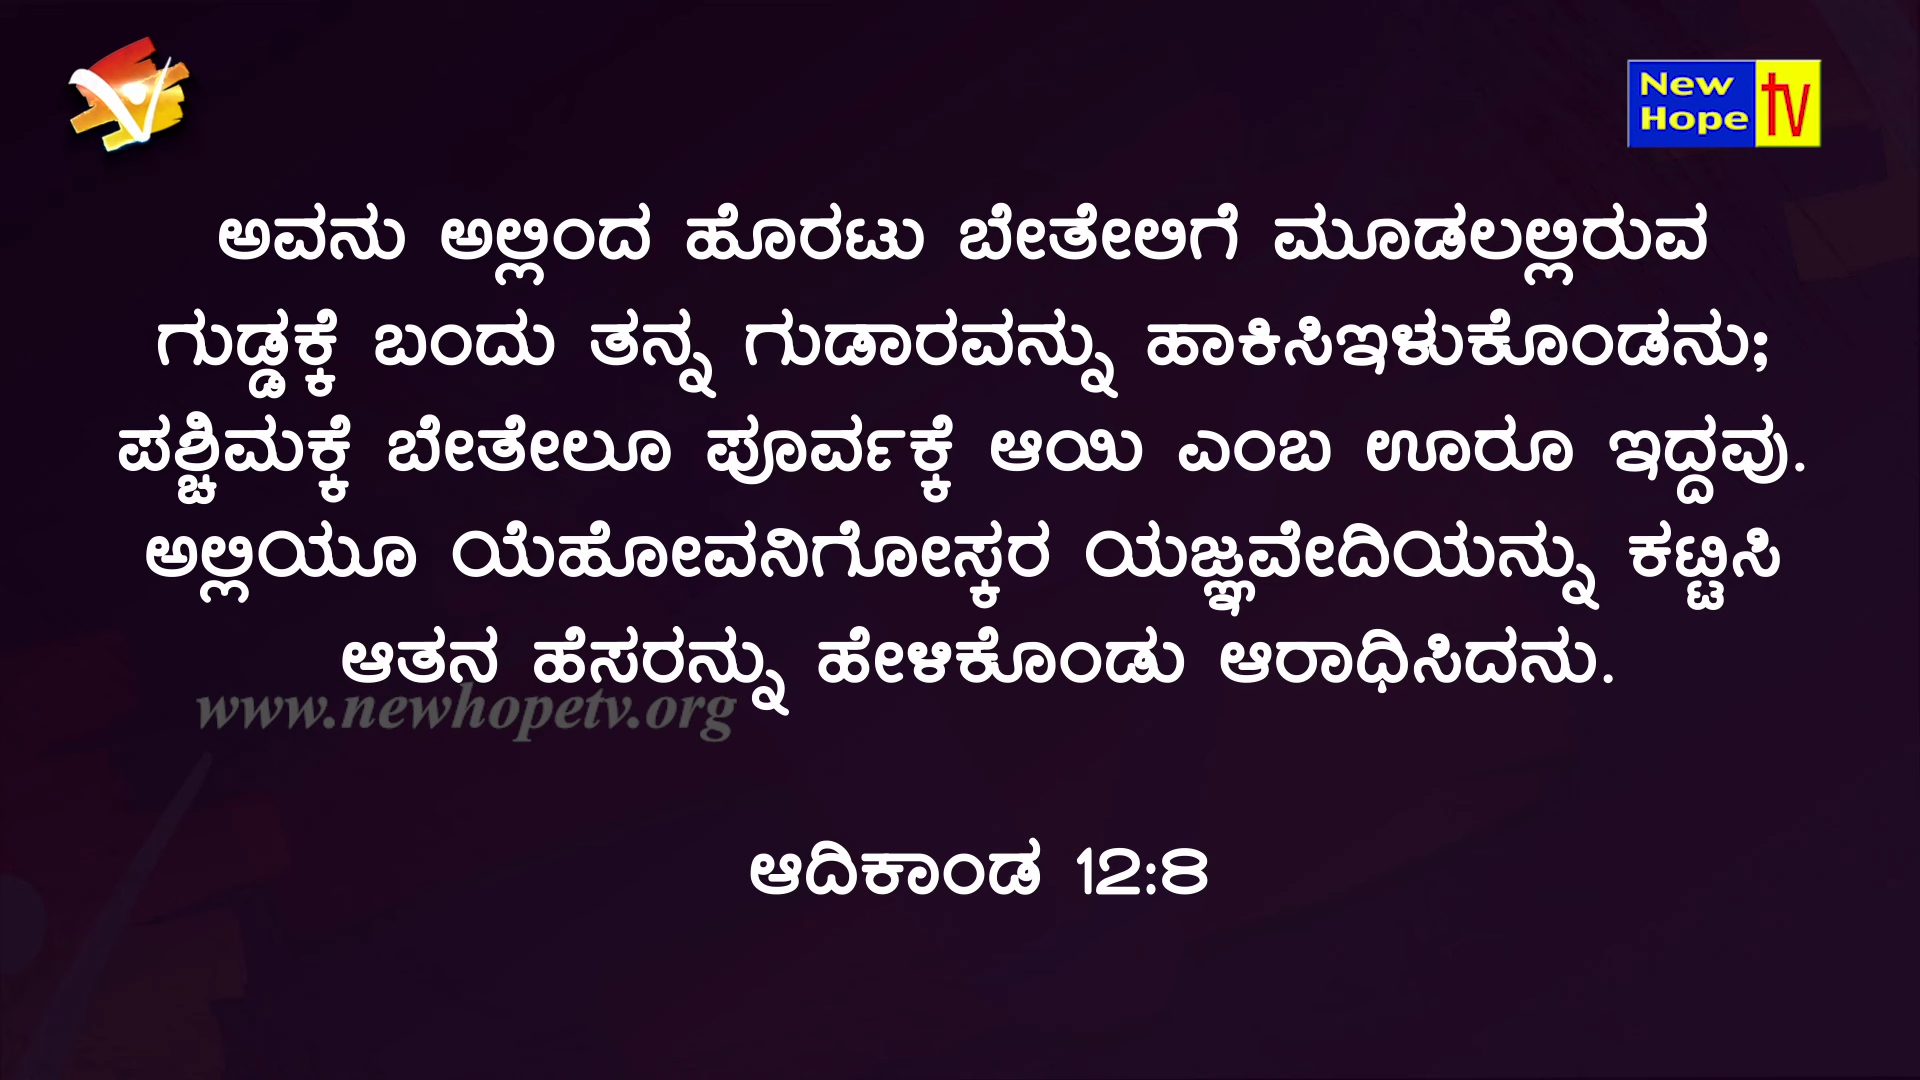 New
Hope
tv
ಅವನು ಅಲ್ಲಿಂದ ಹೊರಟು ಬೇತೇಲಿಗೆ ಮೂಡಲಲ್ಲಿರುವ
ಗುಡ್ಡಕ್ಕೆ ಬಂದು ತನ್ನ ಗುಡಾರವನ್ನು ಹಾಕಿಸಿಇಳುಕೊಂಡನು;
ಪಶ್ಚಿಮಕ್ಕೆ ಬೇತೇಲೂ ಪೂರ್ವಕ್ಕೆ ಆಯಿ ಎಂಬ ಊರೂ ಇದ್ದವು.
ಅಲ್ಲಿಯೂ ಯೆಹೋವನಿಗೋಸ್ಕರ ಯಜ್ಞವೇದಿಯನ್ನು ಕಟ್ಟಿಸಿ
ಆತನ ಹೆಸರನ್ನು ಹೇಳಿಕೊಂಡು ಆರಾಧಿಸಿದನು.
www.newhopetv.org
ಆದಿಕಾಂಡ 12:8